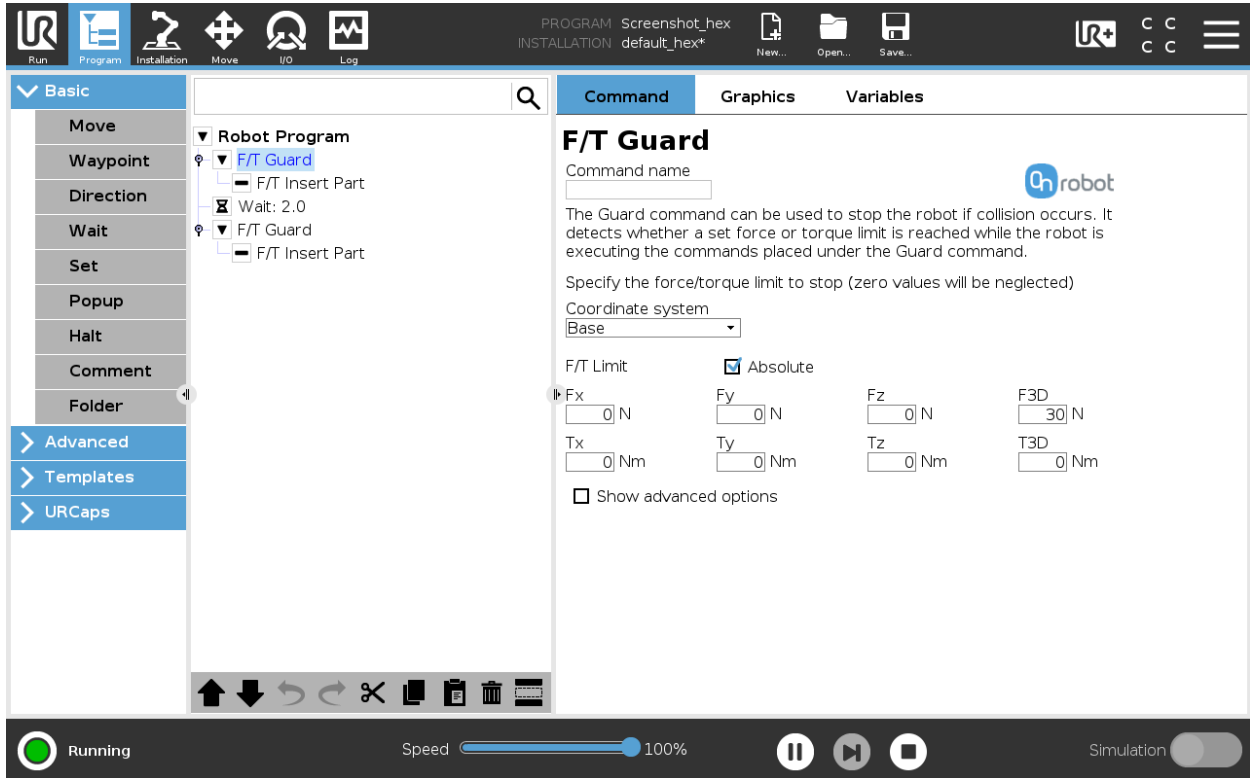 PROGRAM Screenshot_hex
INSTALLATION default_hex*
Run Program Installation Move I/O Log New... Open... Save...
UR
UR+
C C
C C
Basic
Move
Waypoint
Direction
Wait
Set
Popup
Halt
Comment
Folder
Advanced
Templates
URCaps
Robot Program
F/T Guard
F/T Insert Part
Wait: 2.0
F/T Guard
F/T Insert Part
Command Graphics Variables
F/T Guard
Command name
On robot
The Guard command can be used to stop the robot if collision occurs. It
detects whether a set force or torque limit is reached while the robot is
executing the commands placed under the Guard command.
Specify the force/torque limit to stop (zero values will be neglected)
Coordinate system
Base
F/T Limit Absolute
Fx Fy Fz F3D
0 N 0 N 0 N 30 N
Tx Ty Tz T3D
0 Nm 0 Nm 0 Nm 0 Nm
Show advanced options
Running Speed 100% Simulation